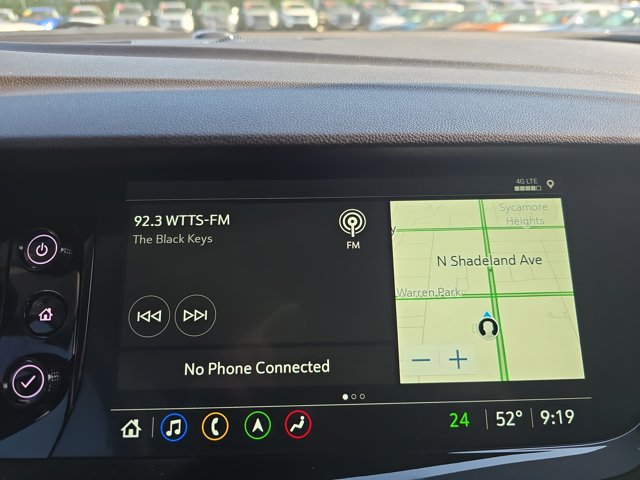 4G LTE
92.3 WTTS-FM
The Black Keys
FM
No Phone Connected
Sycamore
Heights
y
N Shadeland Ave
Warren Park
24 52° 9:19